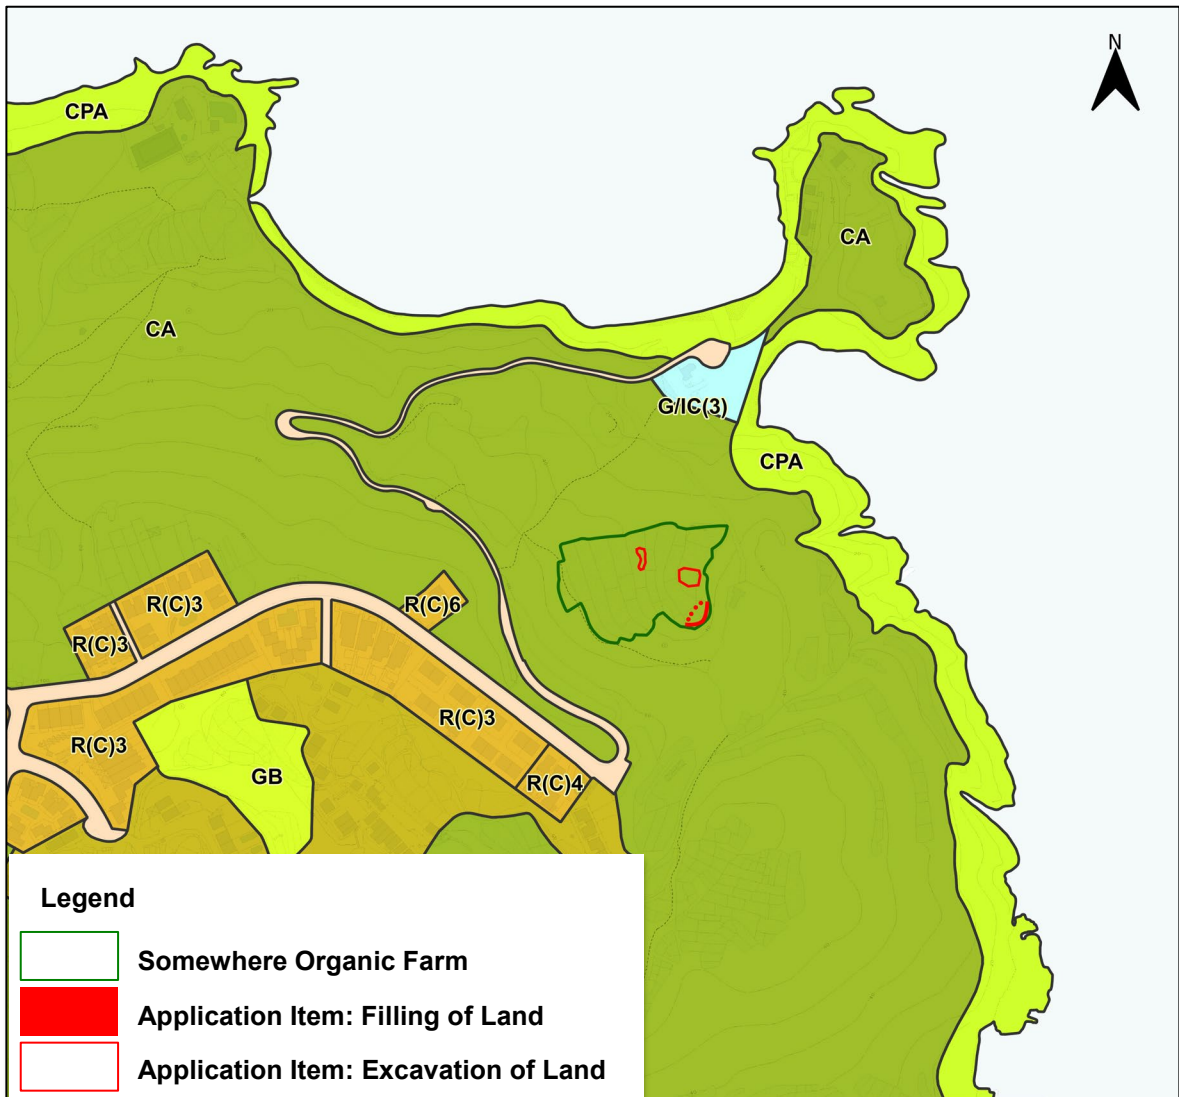 N
CPA
CA
CA
G/IC(3)
CPA
R(C)3
R(C)6
R(C)3
R(C)3
R(C)3
GB
R(C)4
Legend
Somewhere Organic Farm
Application Item: Filling of Land
Application Item: Excavation of Land